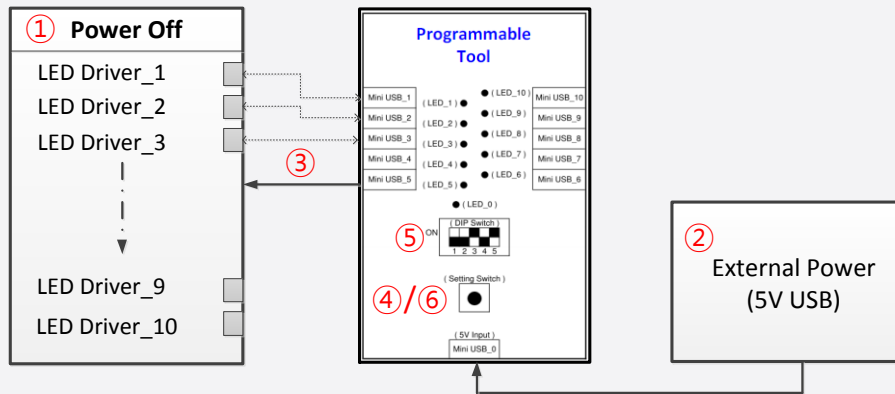 ① Power Off
LED Driver_1
LED Driver_2
LED Driver_3
LED Driver_9
LED Driver_10
③
Programmable
Tool
Mini USB_1
Mini USB_2
Mini USB_3
Mini USB_4
Mini USB_5
( LED_1 )
( LED_2 )
( LED_3 )
( LED_4 )
( LED_5 )
( LED_10 )
( LED_9 )
( LED_8 )
( LED_7 )
( LED_6 )
Mini USB_10
Mini USB_9
Mini USB_8
Mini USB_7
Mini USB_6
( LED_0 )
⑤ ON
( DIP Switch )
1 2 3 4 5
( Setting Switch )
④/⑥
( 5V Input )
Mini USB_0
②
External Power
(5V USB)